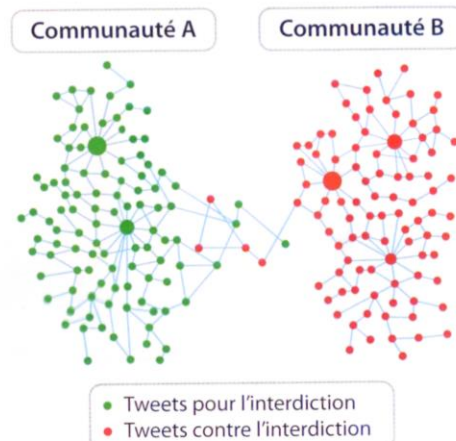 Communauté A
Communauté B
Tweets pour l'interdiction
Tweets contre l'interdiction